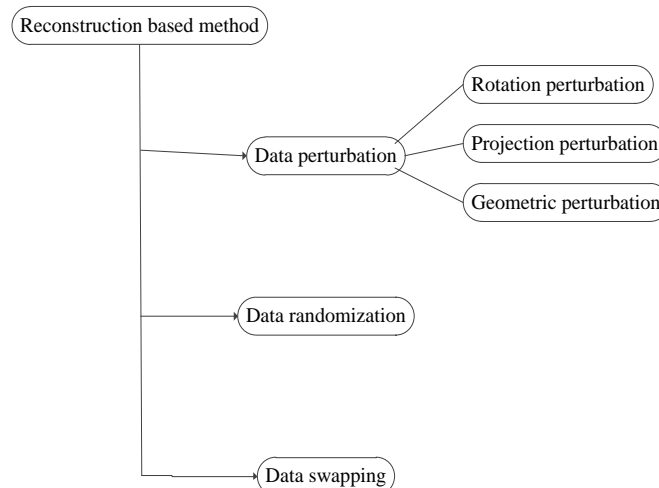 Reconstruction based method
Rotation perturbation
Projection perturbation
Data perturbation
Geometric perturbation
Data randomization
Data swapping